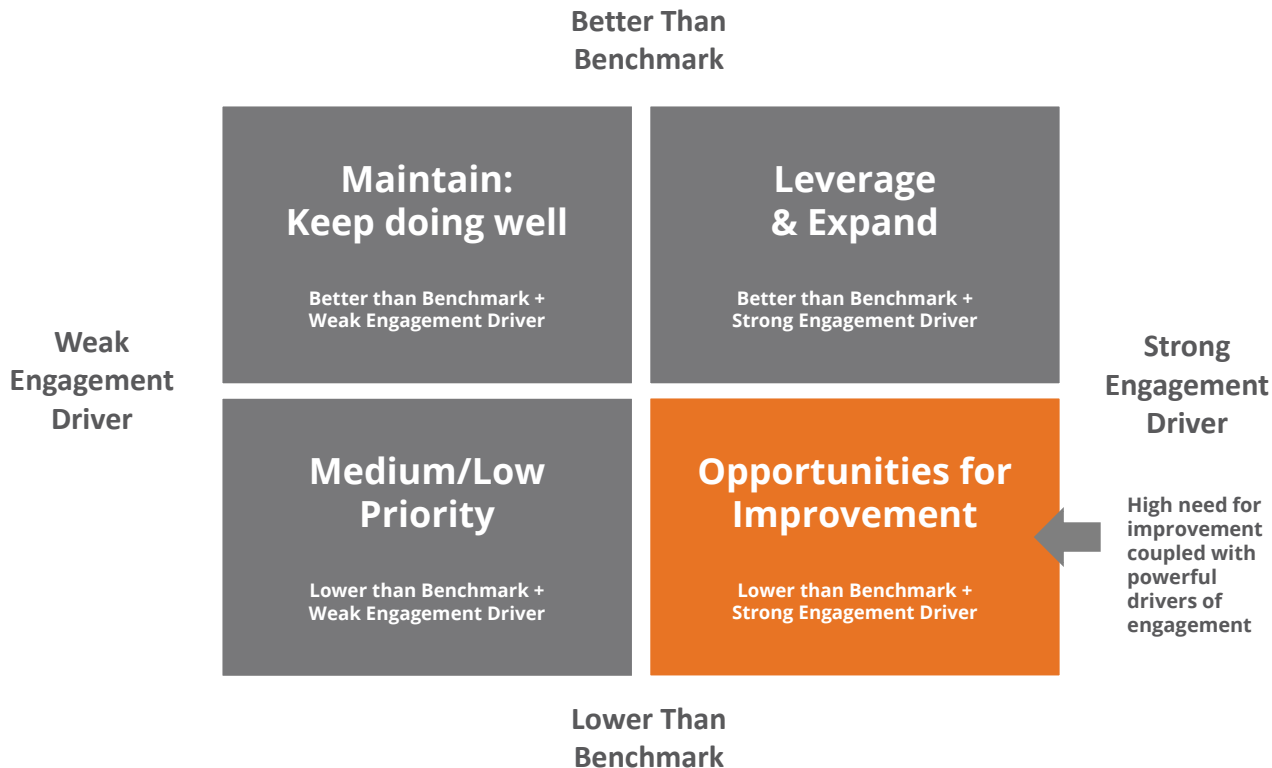 Better Than
Benchmark
Maintain:
Keep doing well
Better than Benchmark +
Weak Engagement Driver
Leverage
& Expand
Better than Benchmark +
Strong Engagement Driver
Weak
Engagement
Driver
Strong
Engagement
Driver
Medium/Low
Priority
Lower than Benchmark +
Weak Engagement Driver
Opportunities for
Improvement
Lower than Benchmark +
Strong Engagement Driver
High need for
improvement
coupled with
powerful
drivers of
engagement
Lower Than
Benchmark